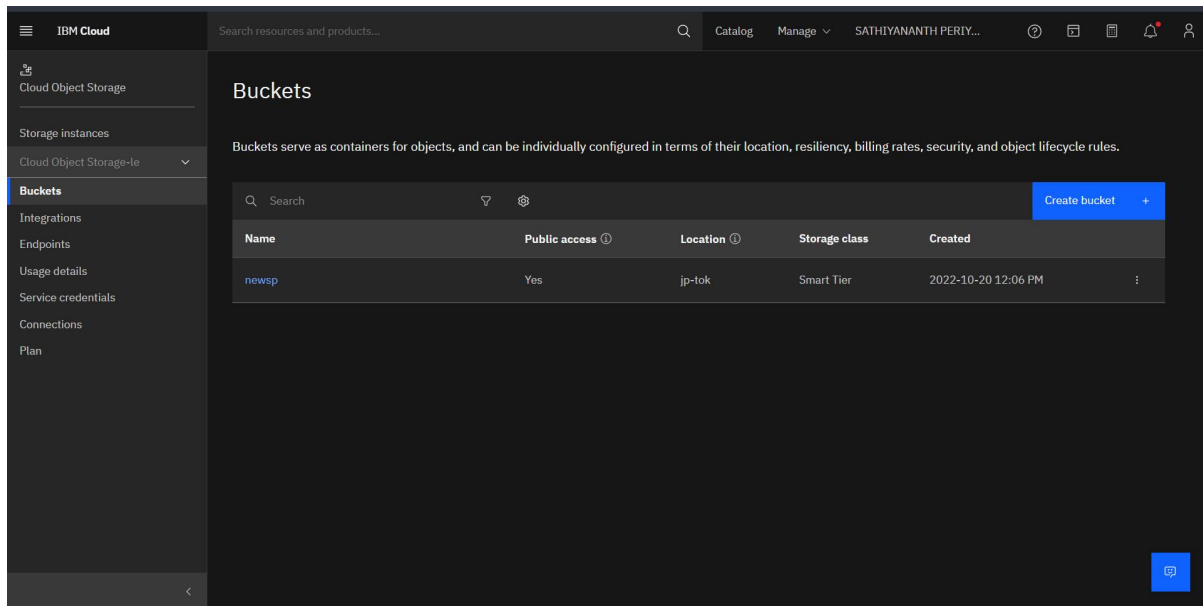 IBM Cloud
Search resources and products...
Catalog
Manage
SATHIYANANTH PERIY...
Cloud Object Storage
Storage instances
Cloud Object Storage-le
Buckets
Integrations
Endpoints
Usage details
Service credentials
Connections
Plan
Buckets
Buckets serve as containers for objects, and can be individually configured in terms of their location, resiliency, billing rates, security, and object lifecycle rules.
Search
Create bucket +
Name Public access Location Storage class Created
newsp Yes jp-tok Smart Tier 2022-10-20 12:06 PM